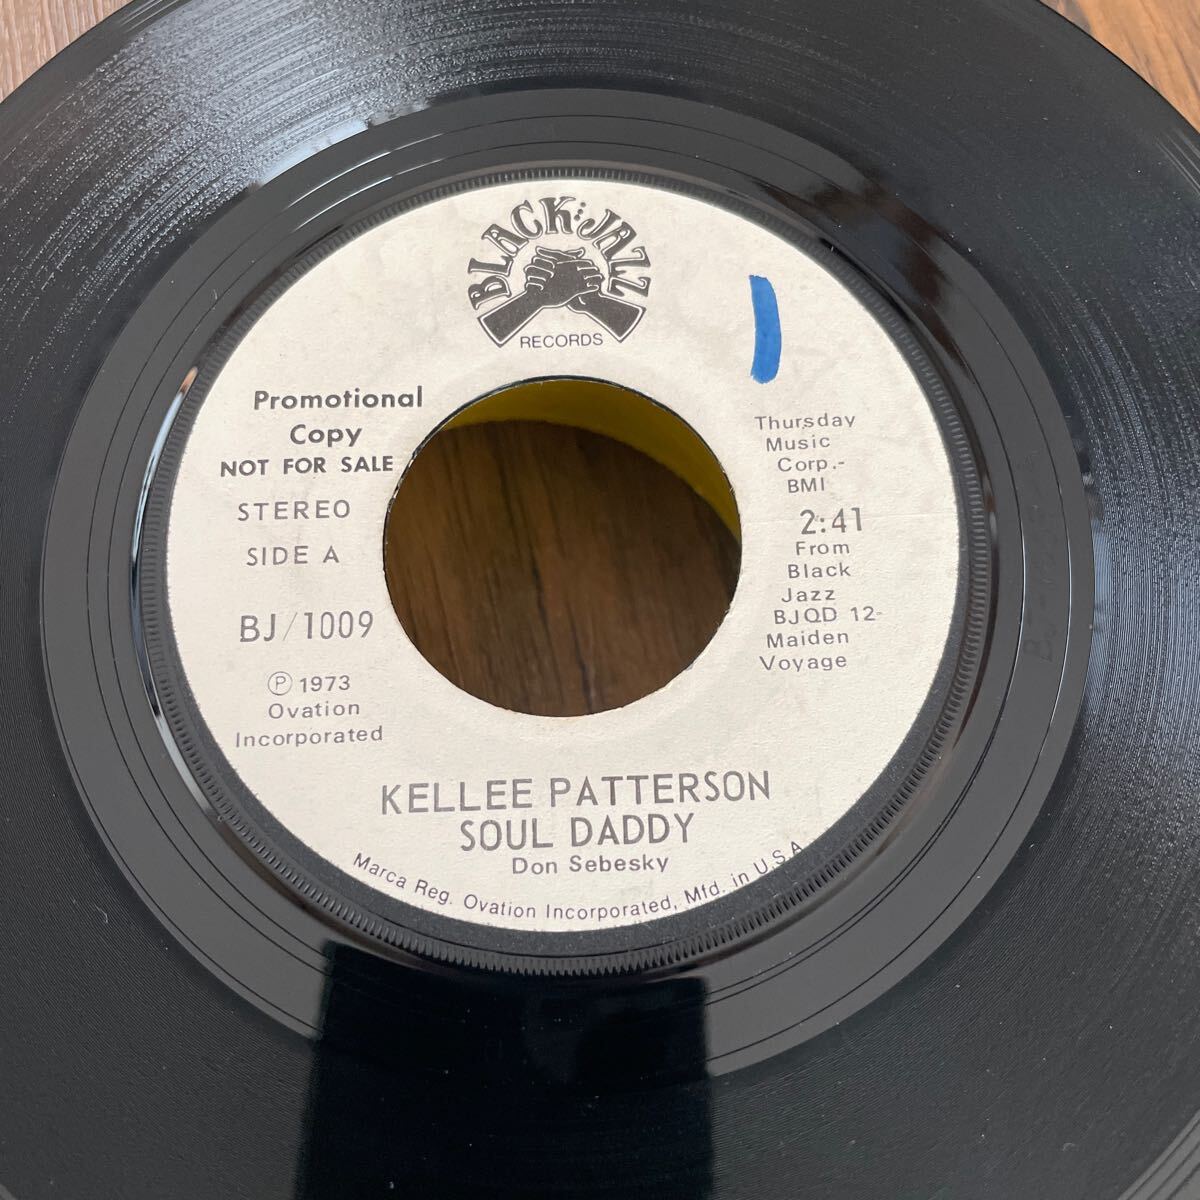 BLACK JAZZ
RECORDS
Promotional
Copy
NOT FOR SALE
STEREO
SIDE A
BJ/1009
℗ 1973
Ovation
Incorporated
Thursday
Music
Corp.-
BMI
2:41
From
Black
Jazz
BJQD 12-
Maiden
Voyage
KELLEE PATTERSON
SOUL DADDY
Don Sebesky
Marca Reg. Ovation Incorporated, Mfd. in U.S.A